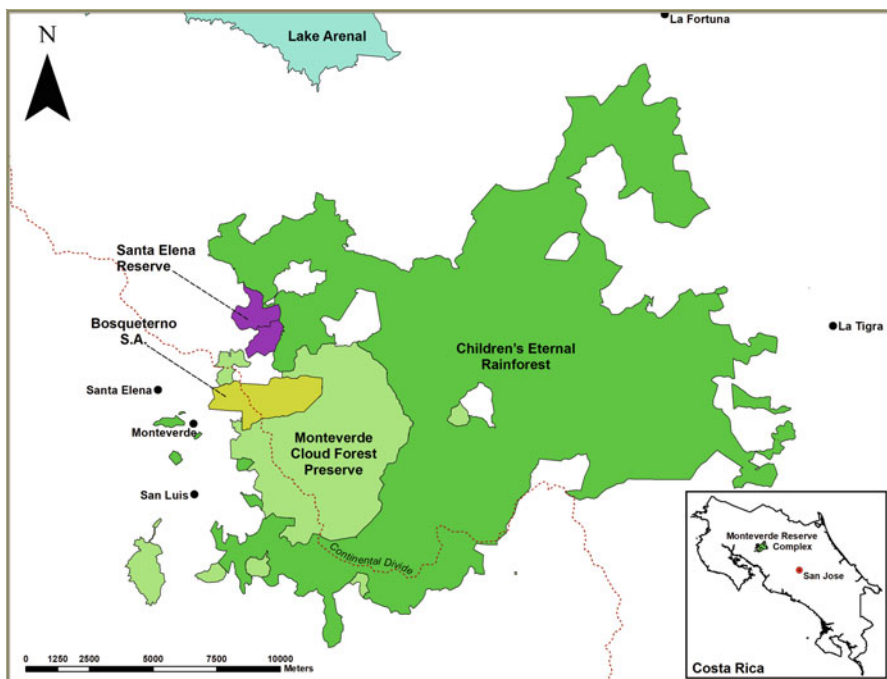 Lake Arenal
La Fortuna
N
Santa Elena
Reserve
Bosqueterno
S.A.
La Tigra
Children's Eternal
Rainforest
Santa Elena
Monteverde
Monteverde
Cloud Forest
Preserve
San Luis
Continental Divide
Monteverde Reserve
Complex
San Jose
Costa Rica
0 1250 2500 5000 7500 10000
Meters